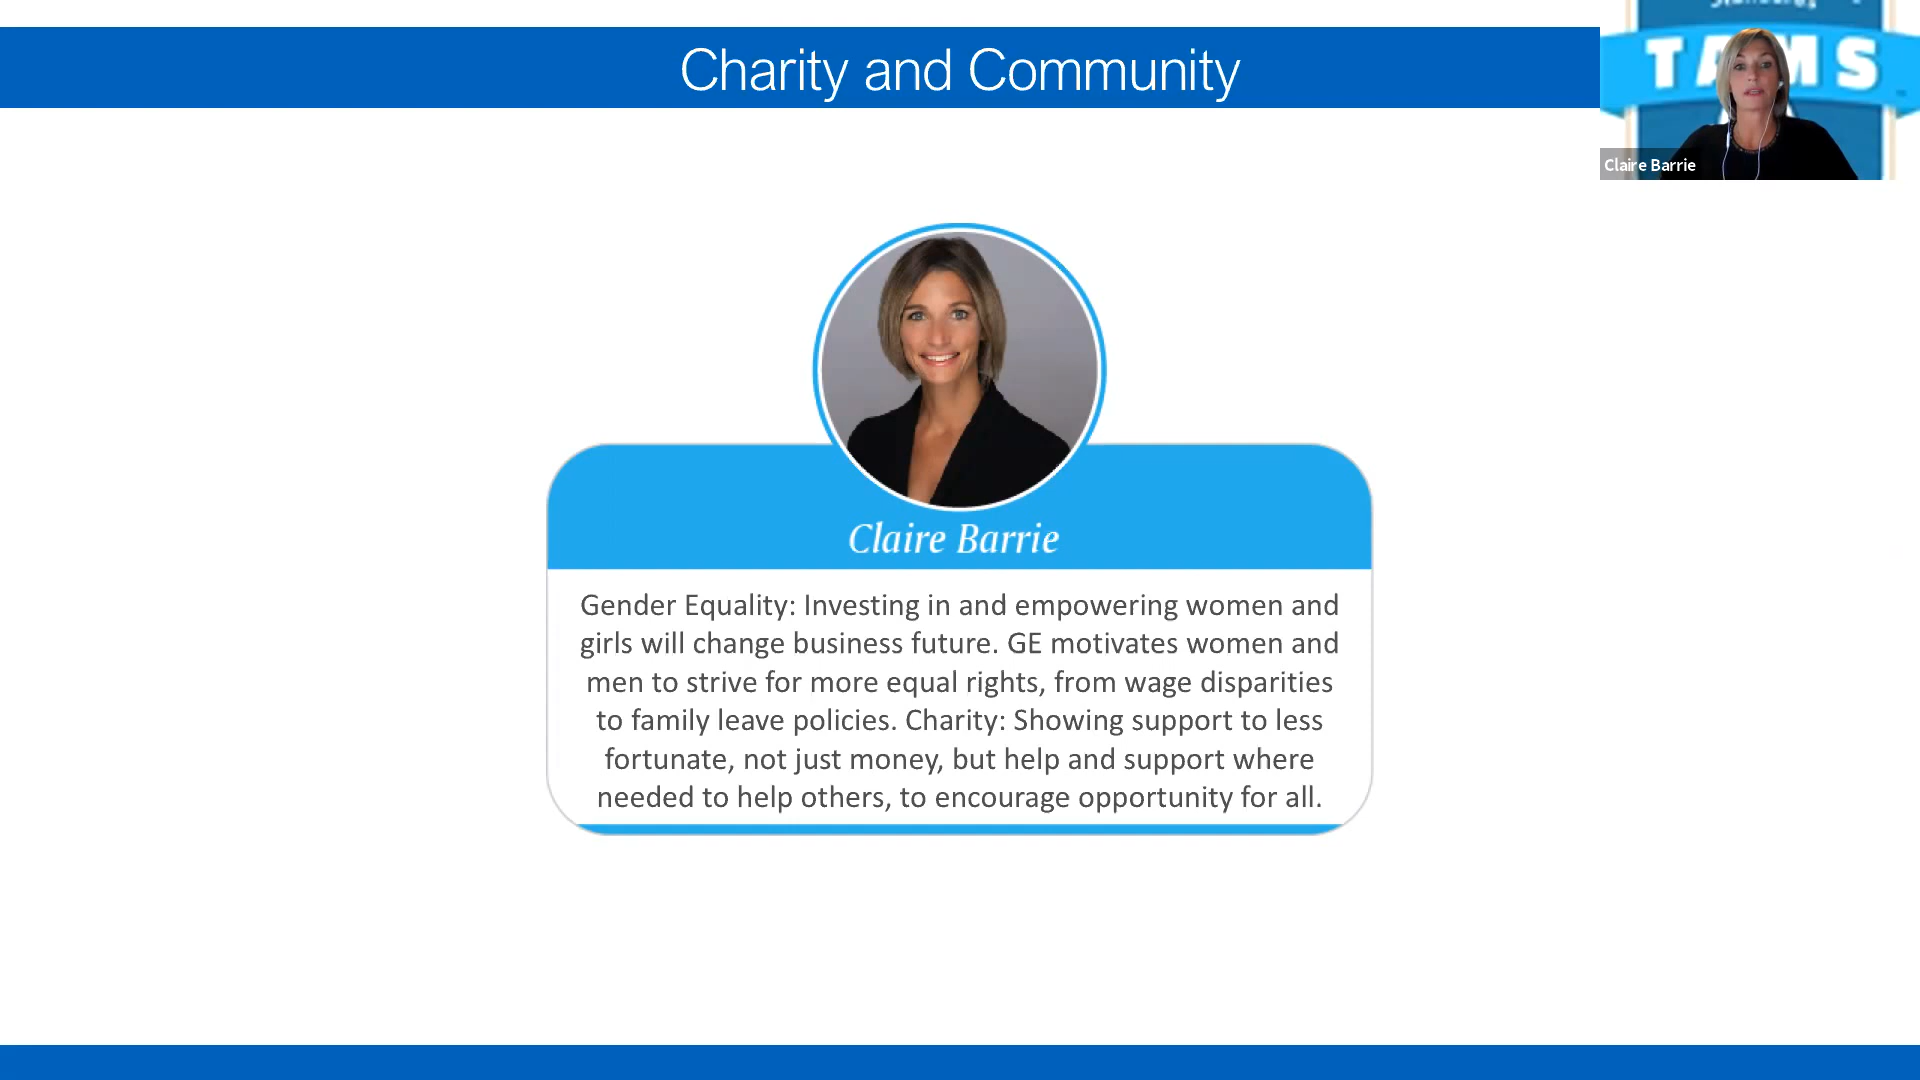 Charity and Community
TAMS
Claire Barrie
Claire Barrie
Gender Equality: Investing in and empowering women and
girls will change business future. GE motivates women and
men to strive for more equal rights, from wage disparities
to family leave policies. Charity: Showing support to less
fortunate, not just money, but help and support where
needed to help others, to encourage opportunity for all.